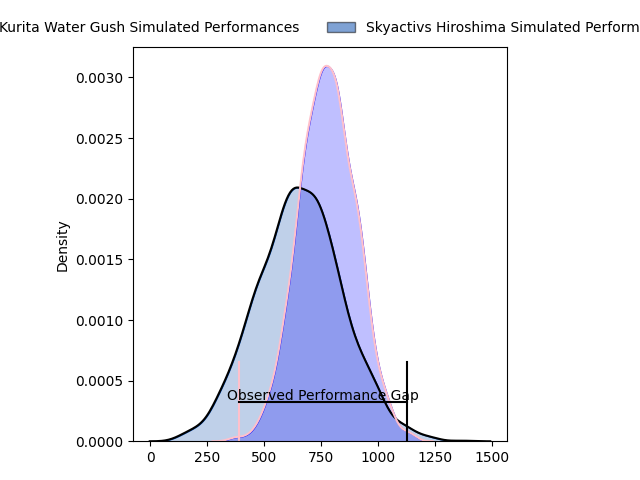 Kurita Water Gush Simulated Performances
Skyactivs Hiroshima Simulated Perform
0.0030
0.0025
0.0020
0.0015
0.0010
0.0005
0.0000
Density
Observed Performance Gap
0 250 500 750 1000 1250 1500